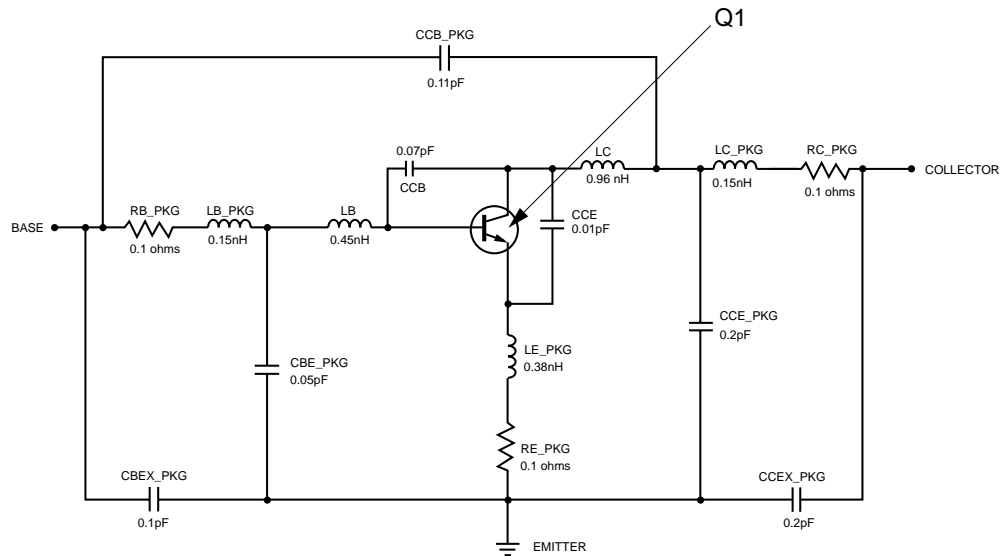 Q1
CCB_PKG
0.11pF
0.07pF
CCB
LC
0.96 nH
LC_PKG
0.15nH
RC_PKG
0.1 ohms
COLLECTOR
BASE
RB_PKG
0.1 ohms
LB_PKG
0.15nH
LB
0.45nH
CCE
0.01pF
CCE_PKG
0.2pF
LE_PKG
0.38nH
CBE_PKG
0.05pF
RE_PKG
0.1 ohms
CBEX_PKG
0.1pF
CCEX_PKG
0.2pF
EMITTER